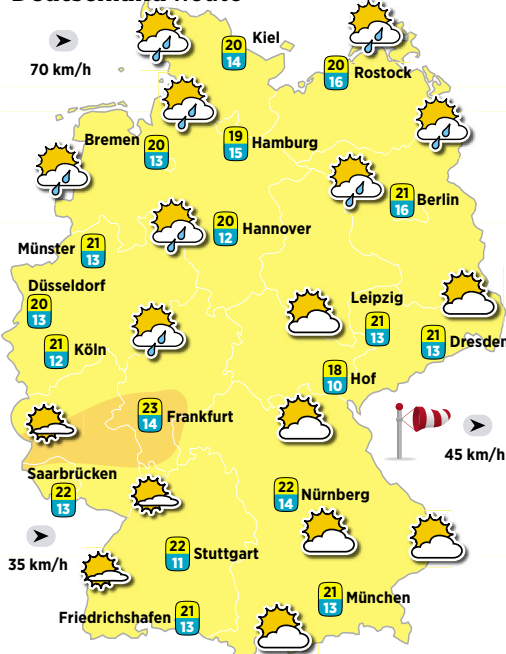 Deutschland heute
20
14
Kiel
70 km/h
20
16
Rostock
Bremen
20
13
19
15
Hamburg
21
16
Berlin
20
12
Hannover
Münster
21
13
Düsseldorf
20
13
Leipzig
21
13
21
13
Dresden
21
12
Köln
18
10
Hof
23
14
Frankfurt
45 km/h
Saarbrücken
22
13
22
14
Nürnberg
35 km/h
22
11
Stuttgart
21
13
München
Friedrichshafen
21
13